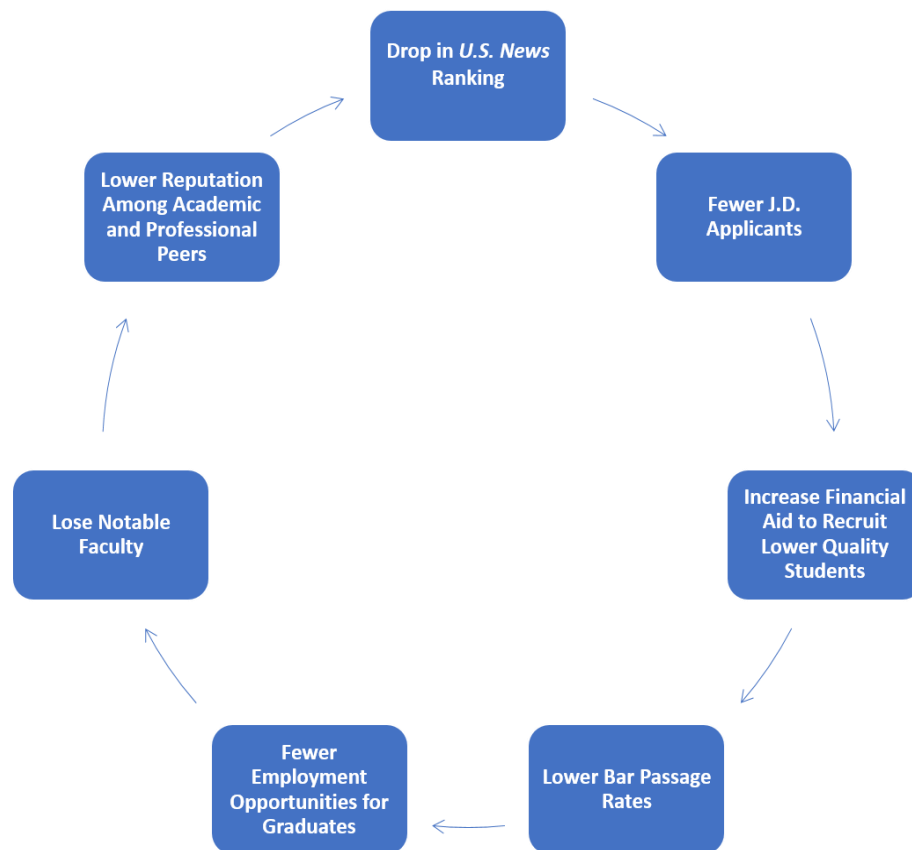 Drop in U.S. News
Ranking
Fewer J.D.
Applicants
Increase Financial
Aid to Recruit
Lower Quality
Students
Lower Bar Passage
Rates
Fewer
Employment
Opportunities for
Graduates
Lose Notable
Faculty
Lower Reputation
Among Academic
and Professional
Peers